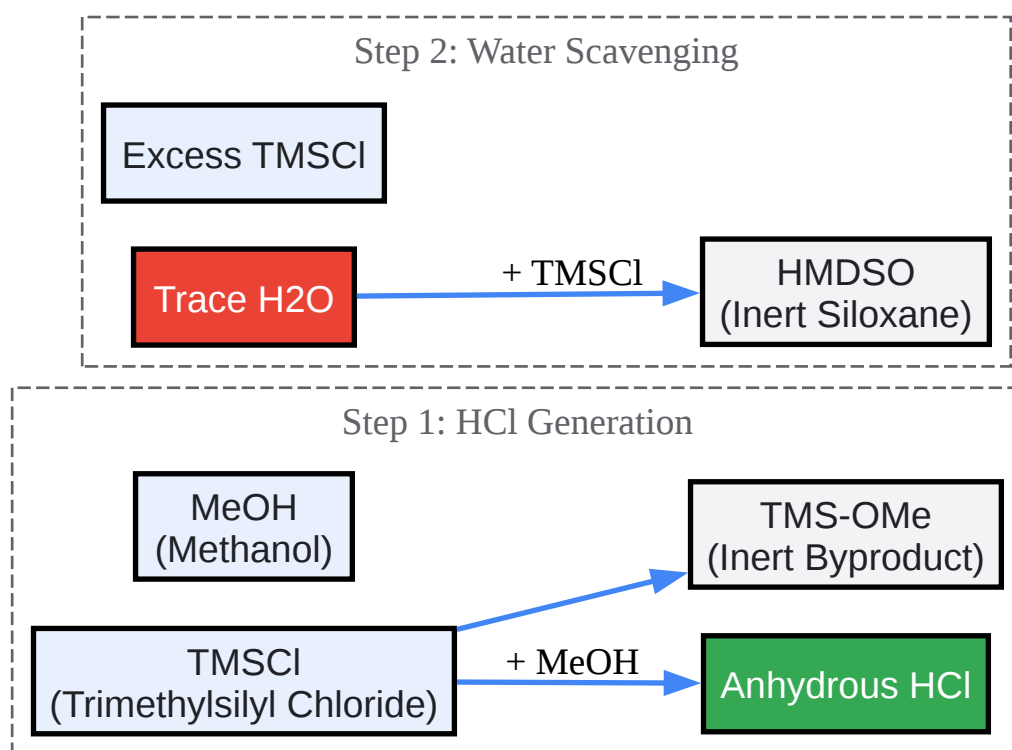 Step 2: Water Scavenging
Excess TMSCl
Trace H2O
+ TMSCl
HMDSO
(Inert Siloxane)
Step 1: HCl Generation
MeOH
(Methanol)
TMS-OMe
(Inert Byproduct)
TMSCl
(Trimethylsilyl Chloride)
+ MeOH
Anhydrous HCl